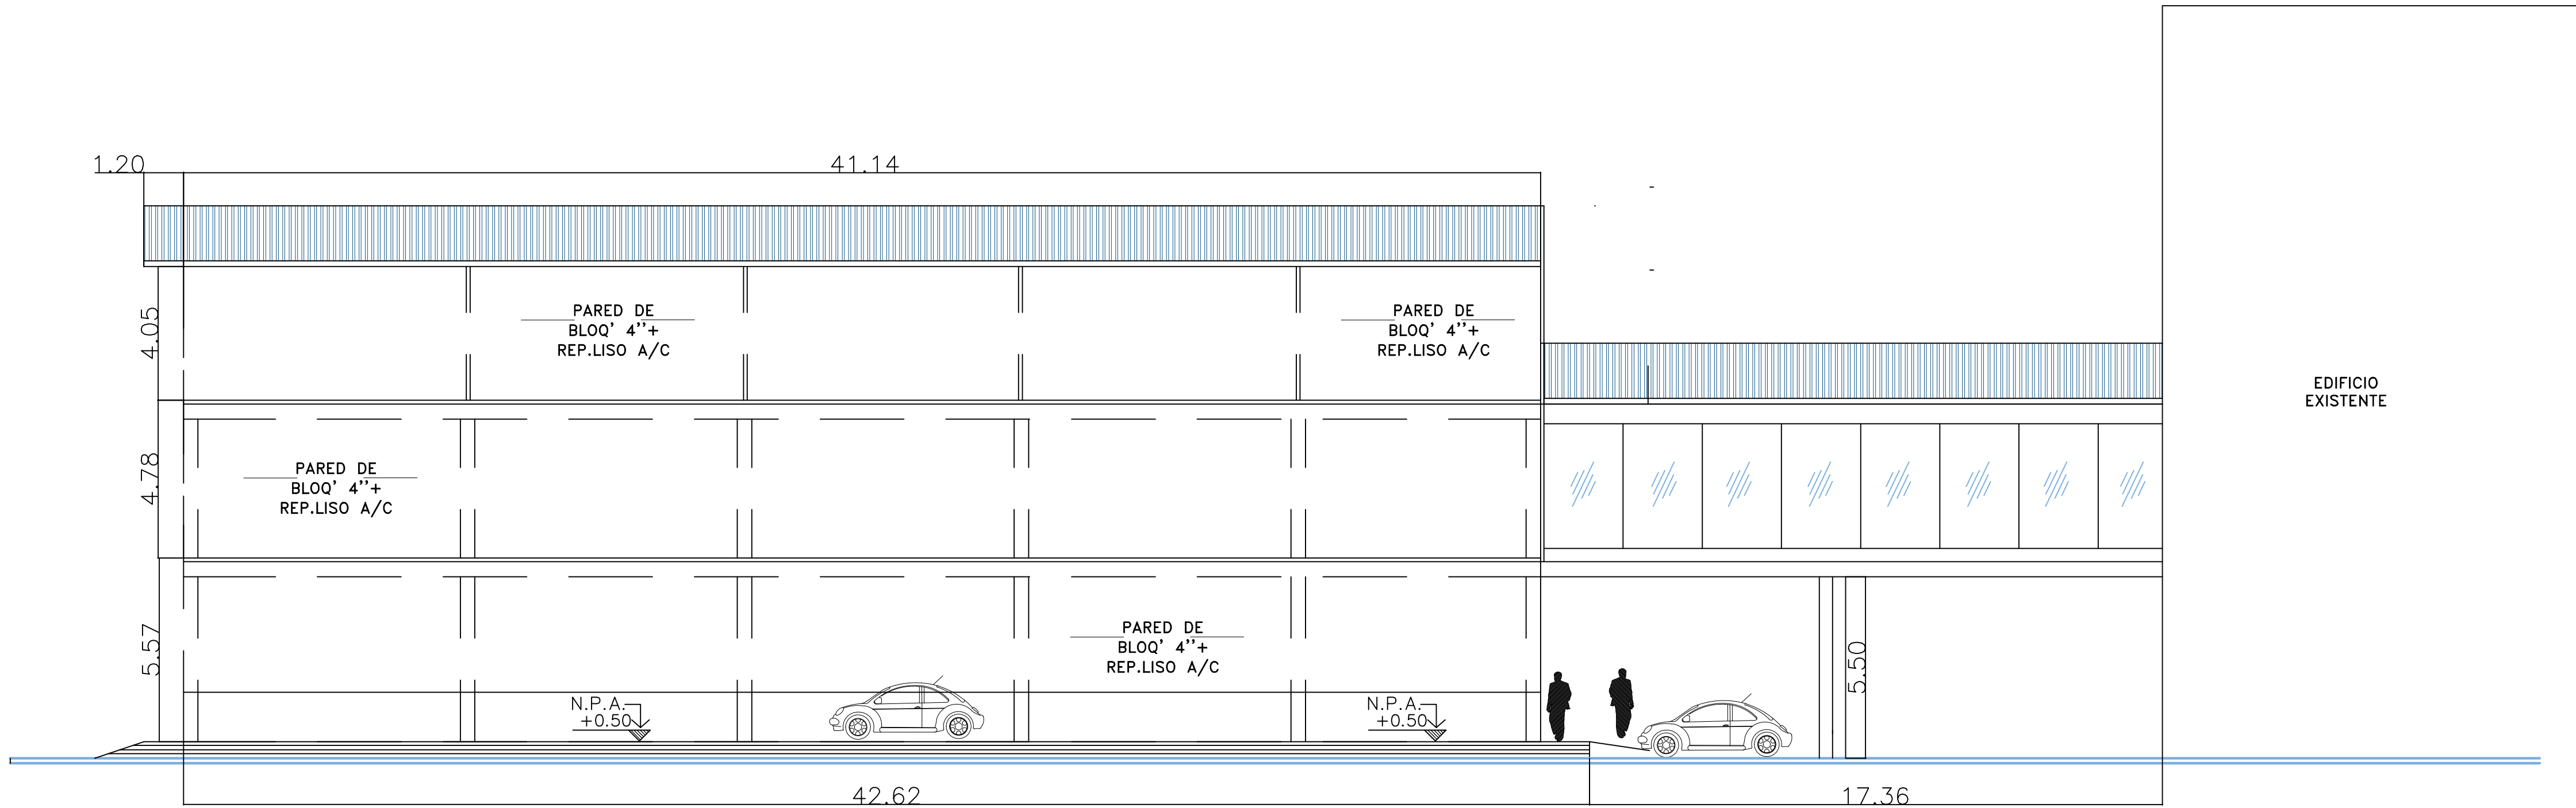 1.20
41.14
PARED DE
BLOQ' 4''+
REP.LISO A/C
PARED DE
BLOQ' 4''+
REP.LISO A/C
4.05
EDIFICIO
EXISTENTE
4.78
PARED DE
BLOQ' 4''+
REP.LISO A/C
5.57
PARED DE
BLOQ' 4''+
REP.LISO A/C
5.50
N.P.A.
+0.50
N.P.A.
+0.50
42.62
17.36